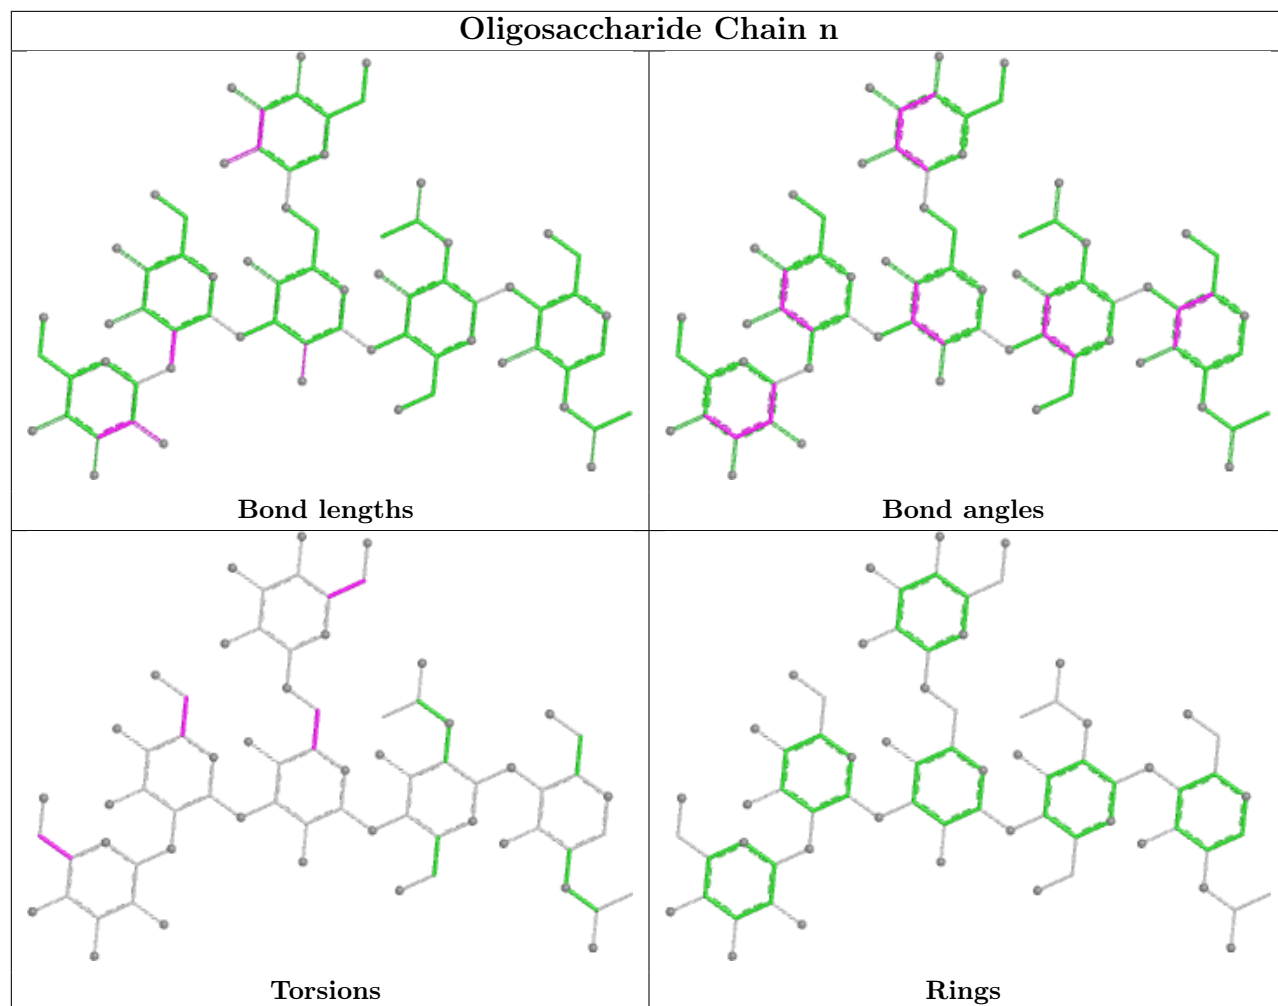 Oligosaccharide Chain n
Bond lengths
Bond angles
Torsions
Rings